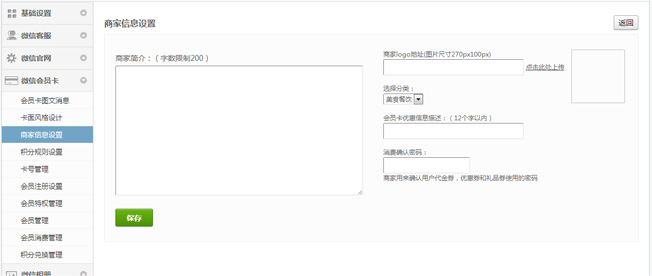 基础设置
微信客服
微信官网
微信会员卡
会员卡图文消息
卡面风格设计
商家信息设置
积分规则设置
卡号管理
会员注册设置
会员特权管理
会员管理
会员消费管理
积分兑换管理
微信相册
商家信息设置
返回
商家简介：（字数限制200）
保存
商家logo地址(图片尺寸270px100px)
点击此处上传
选择分类：
美食餐饮
会员卡优惠信息描述：（12个字以内）
消费确认密码：
商家用来确认用户代金券，优惠券和礼品券使用的密码